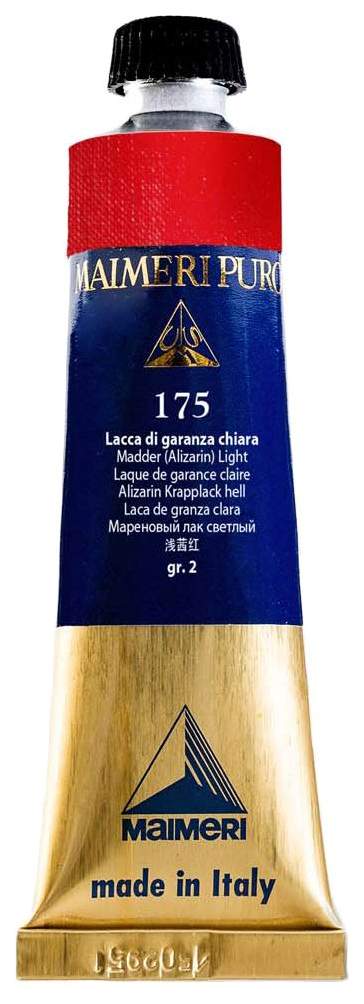 MAIMERI PURO
175
Lacca di garanza chiara
Madder (Alizarin) Light
Laque de garance claire
Alizarin Krapplack hell
Laca de granza clara
Мареновый лак светлый
浅茜红
gr. 2
MAIMERI
made in Italy